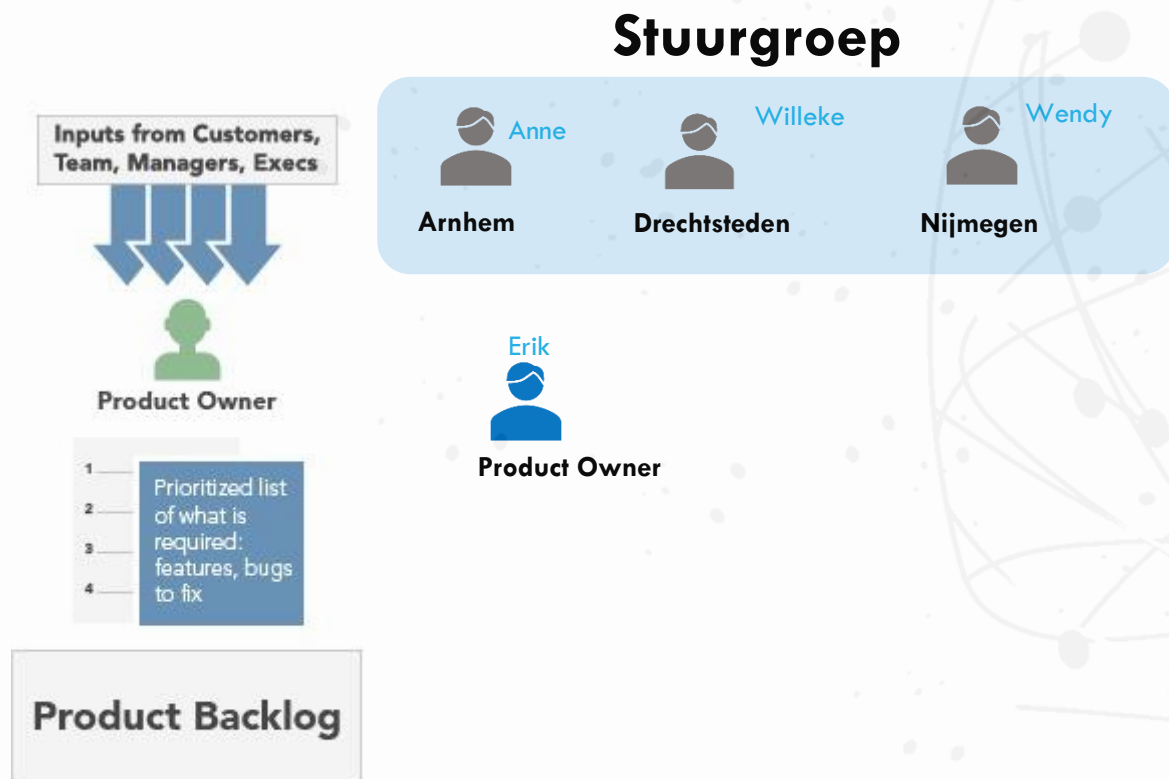 Stuurgroep
Inputs from Customers,
Team, Managers, Execs
Product Owner
1
2
3
4
Prioritized list
of what is
required:
features, bugs
to fix
Product Backlog
Anne
Willeke
Wendy
Arnhem
Drechtsteden
Nijmegen
Erik
Product Owner